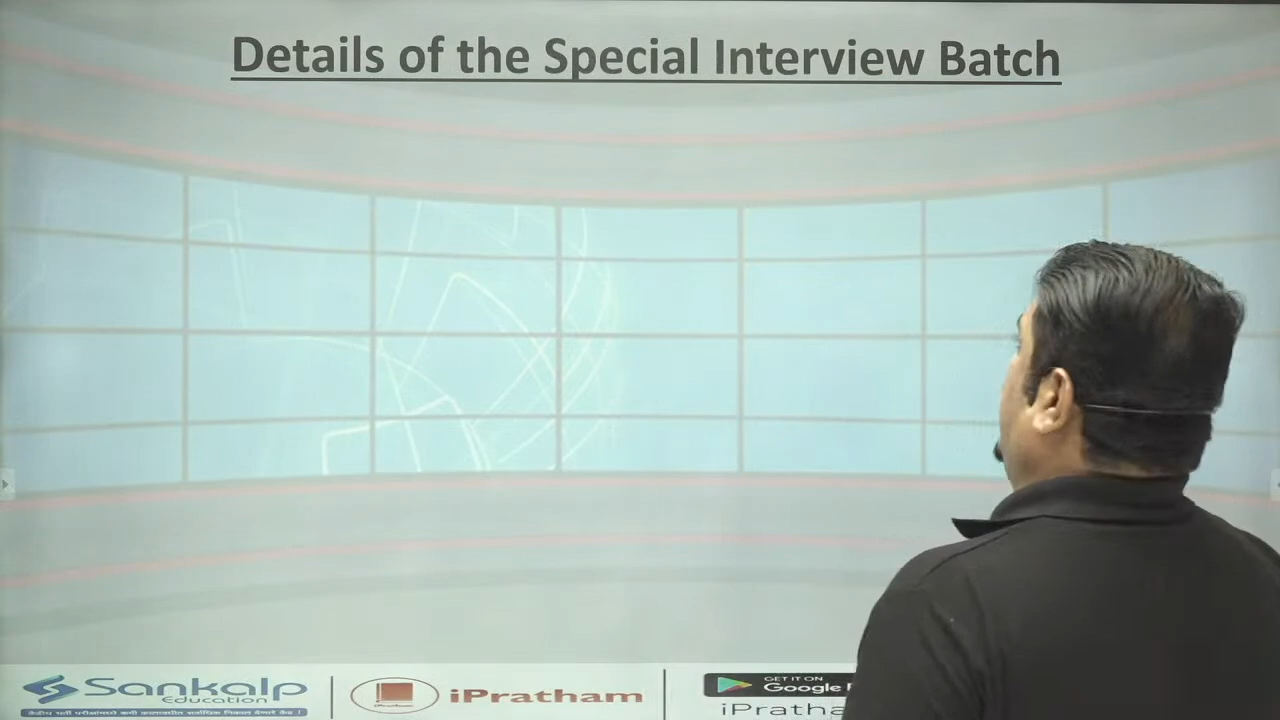 Details of the Special Interview Batch
Sankalp
Education
iPratham
GET IT ON
Google
iPratha